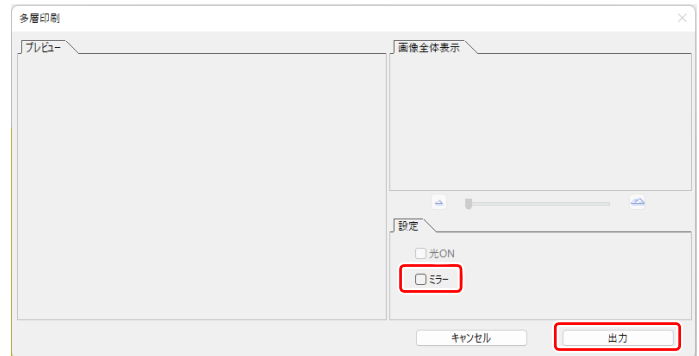 多層印刷
プレビュー
画像全体表示
設定
光ON
ミラー
キャンセル
出力